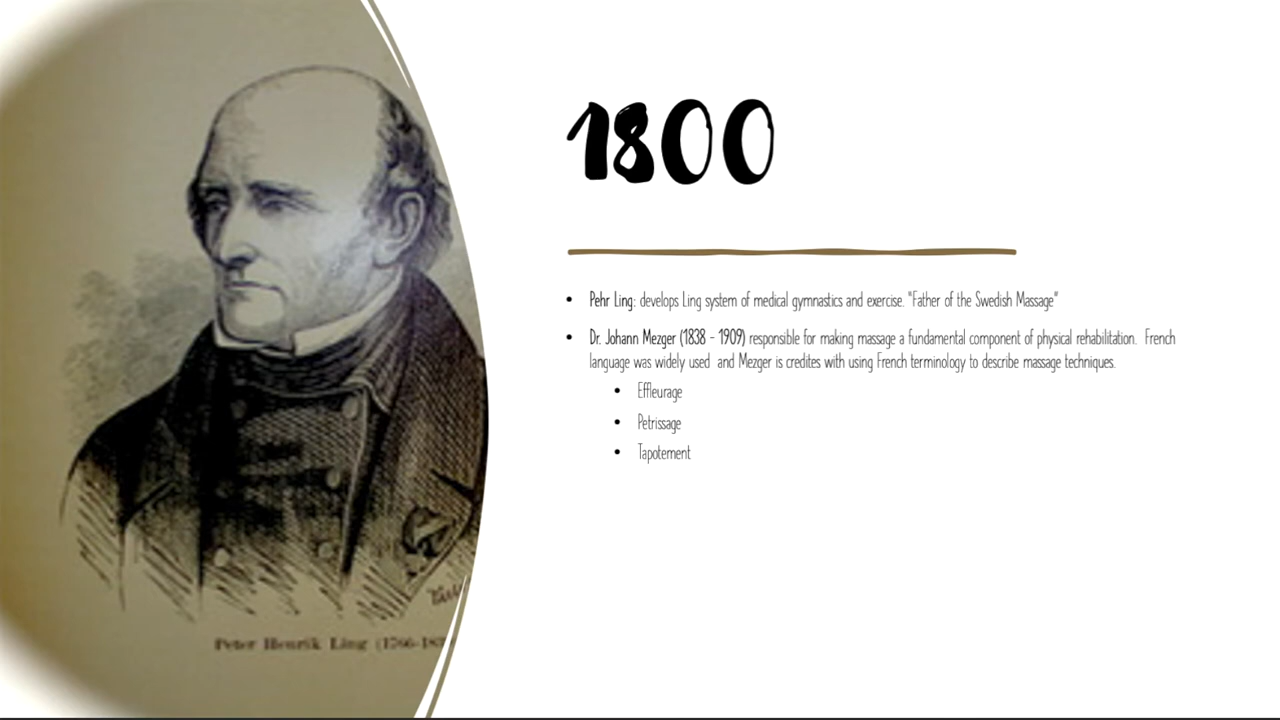 1800
• Pehr Ling: develops Ling system of medical gymnastics and exercise. "Father of the Swedish Massage"
• Dr. Johann Mezger (1838 - 1909) responsible for making massage a fundamental component of physical rehabilitation. French
language was widely used and Mezger is credites with using French terminology to describe massage techniques.
• Effleurage
• Petrissage
• Tapotement
Peter Henrik Ling (1766-183